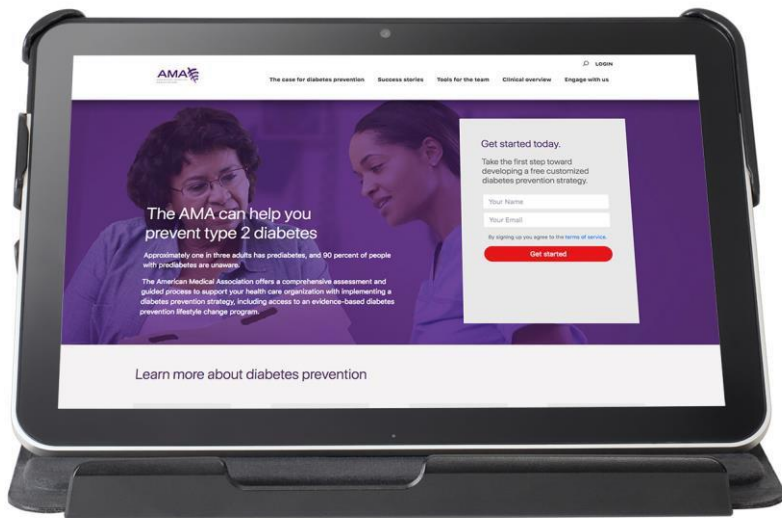 LOGIN
AMA
The case for diabetes prevention Success stories Tools for the team Clinical overview Engage with us
The AMA can help you
prevent type 2 diabetes
Approximately one in three adults has prediabetes, and 90 percent of people
with prediabetes are unaware.
The American Medical Association offers a comprehensive assessment and
guided process to support your health care organization with implementing a
diabetes prevention strategy, including access to an evidence-based diabetes
prevention lifestyle change program.
Get started today.
Take the first step toward
developing a free customized
diabetes prevention strategy.
Your Name
Your Email
By signing up you agree to the terms of service.
Get started
Learn more about diabetes prevention